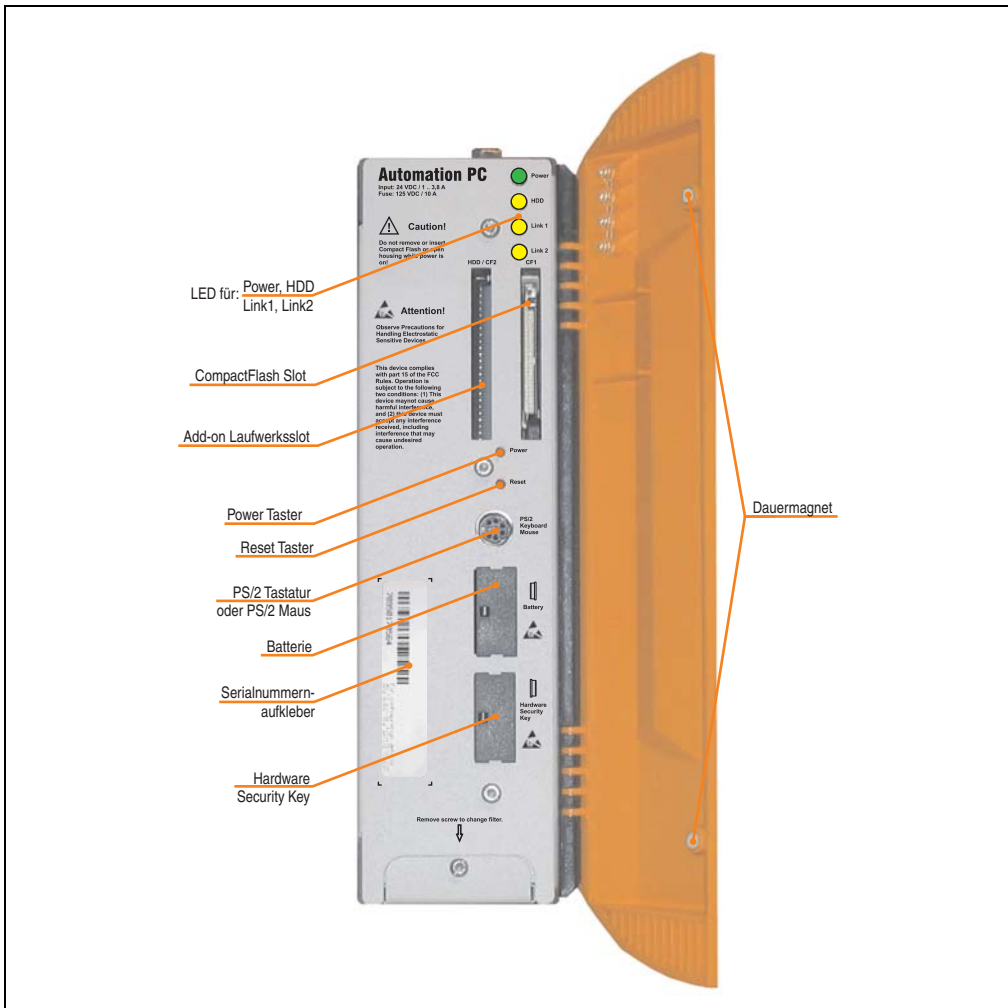 Automation PC
Input: 24 VDC / 1 .. 3,8 A
Fuse: 125 VDC / 10 A
Power
HDD
Link 1
Link 2
Caution!
Do not remove or insert
Compact Flash or open
housing while power is
on!
HDD / CF2
CF1
LED für: Power, HDD
Link1, Link2
Attention!
Observe Precautions for
Handling Electrostatic
Sensitive Devices
This device complies
with part 15 of the FCC
Rules. Operation is
subject to the following
two conditions: (1) This
device maynot cause
harmful interference,
and (2) this device must
accept any interference
received, including
interference that may
cause undesired
operation.
CompactFlash Slot
Add-on Laufwerksslot
Power
Reset
Power Taster
Reset Taster
Dauermagnet
PS/2
Keyboard
Mouse
PS/2 Tastatur
oder PS/2 Maus
Battery
Batterie
Serialnummern-
aufkleber
Hardware
Security
Key
Hardware
Security Key
Remove screw to change filter.